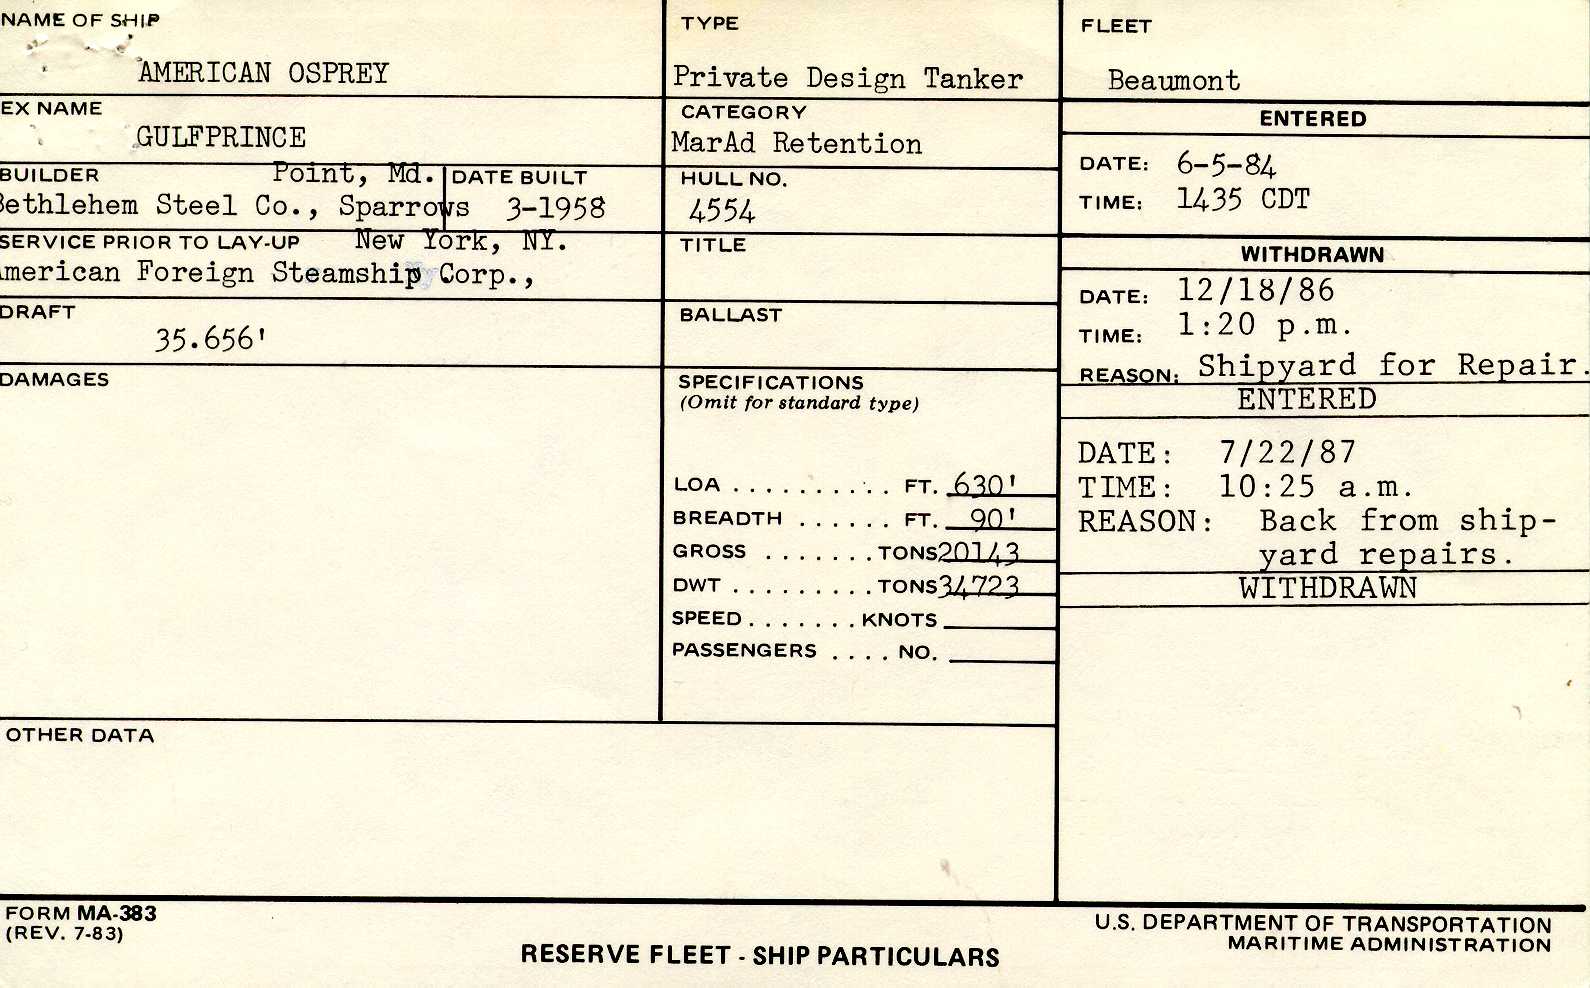 NAME OF SHIP
AMERICAN OSPREY
EX NAME
GULFPRINCE
BUILDER
Point, Md.
Bethlehem Steel Co., Sparrows
DATE BUILT
3-1958
SERVICE PRIOR TO LAY-UP
New York, NY.
American Foreign Steamship Corp.,
DRAFT
35.656'
DAMAGES
TYPE
Private Design Tanker
CATEGORY
MarAd Retention
HULL NO.
4554
TITLE
BALLAST
SPECIFICATIONS
(Omit for standard type)
LOA . . . . . . . . . . FT. 630'
BREADTH . . . . . . FT. 90'
GROSS . . . . . . . TONS 20143
DWT . . . . . . . . . TONS 34723
SPEED . . . . . . . KNOTS
PASSENGERS . . . . NO.
OTHER DATA
FLEET
Beaumont
ENTERED
DATE: 6-5-84
TIME: 1435 CDT
WITHDRAWN
DATE: 12/18/86
TIME: 1:20 p.m.
REASON: Shipyard for Repair.
ENTERED
DATE: 7/22/87
TIME: 10:25 a.m.
REASON: Back from ship-
yard repairs.
WITHDRAWN
FORM MA-383
(REV. 7-83)
RESERVE FLEET - SHIP PARTICULARS
U.S. DEPARTMENT OF TRANSPORTATION
MARITIME ADMINISTRATION